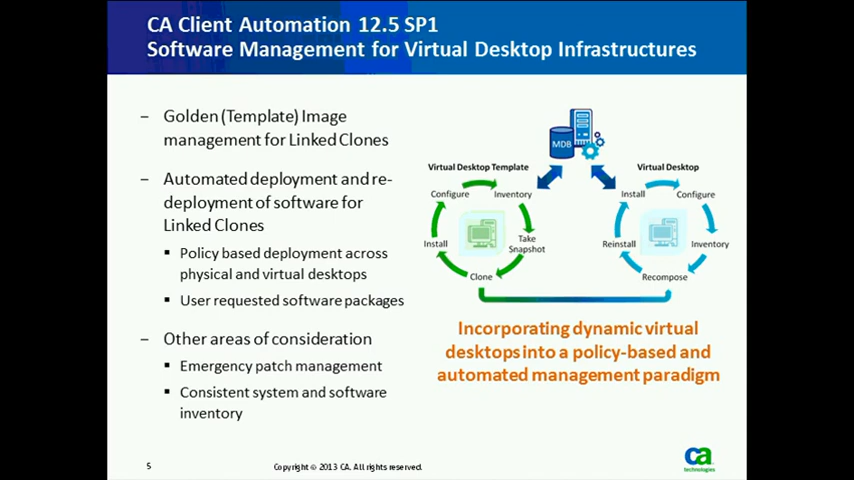 CA Client Automation 12.5 SP1
Software Management for Virtual Desktop Infrastructures
– Golden (Template) Image
management for Linked Clones
– Automated deployment and re-
deployment of software for
Linked Clones
▪ Policy based deployment across
physical and virtual desktops
▪ User requested software packages
– Other areas of consideration
▪ Emergency patch management
▪ Consistent system and software
inventory
MDB
Virtual Desktop Template
Configure
Inventory
Install
Take
Snapshot
Clone
Virtual Desktop
Install
Configure
Reinstall
Inventory
Recompose
Incorporating dynamic virtual
desktops into a policy-based and
automated management paradigm
5
Copyright © 2013 CA. All rights reserved.
ca
technologies